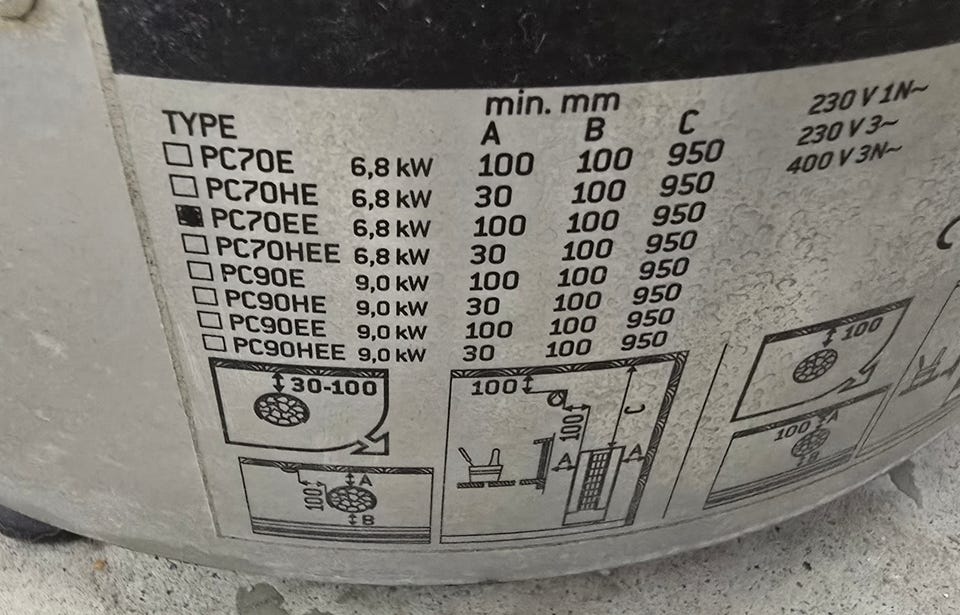 min. mm
TYPE A B C
PC70E 6,8 kW 100 100 950
PC70HE 6,8 kW 30 100 950
PC70EE 6,8 kW 100 100 950
PC70HEE 6,8 kW 30 100 950
PC90E 9,0 kW 100 100 950
PC90HE 9,0 kW 30 100 950
PC90EE 9,0 kW 100 100 950
PC90HEE 9,0 kW 30 100 950
230 V 1N~
230 V 3~
400 V 3N~
30-100
100 A
B
100
100
C
A A
100
100 A